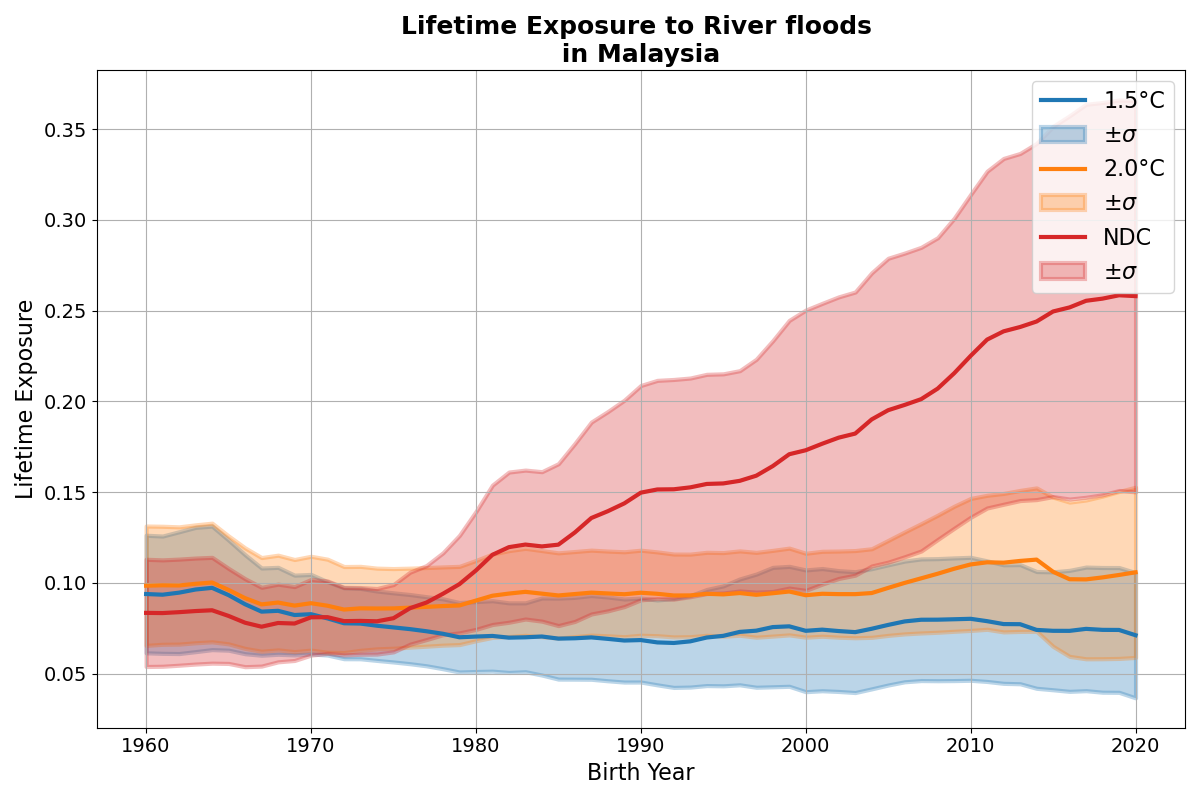 Lifetime Exposure to River floods
in Malaysia
Lifetime Exposure
0.35
0.30
0.25
0.20
0.15
0.10
0.05
1.5°C
±σ
2.0°C
±σ
NDC
±σ
1960
1970
1980
1990
2000
2010
2020
Birth Year